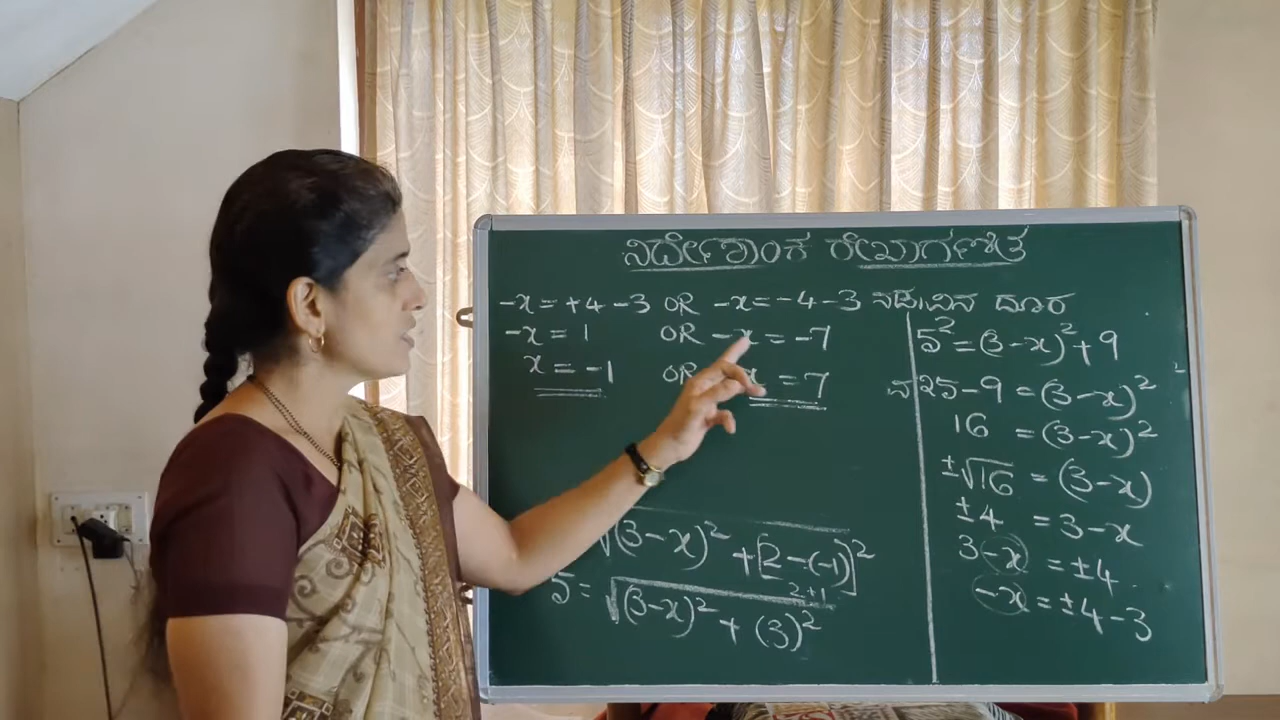 ನಿರ್ದೇಶಾಂಕ ರೇಖಾಗಣಿತ
-x = +4 -3 OR -x = -4 -3
-x = 1 OR -x = -7
x = -1 OR x = 7
√(3-x)² + [2-(-1)]²
2+1
5 = √(3-x)² + (3)²
ನಡುವಿನ ದೂರ
5² = (3-x)² + 9
25-9 = (3-x)²
16 = (3-x)²
±√16 = (3-x)
±4 = 3-x
3-x = ±4
-x = ±4-3